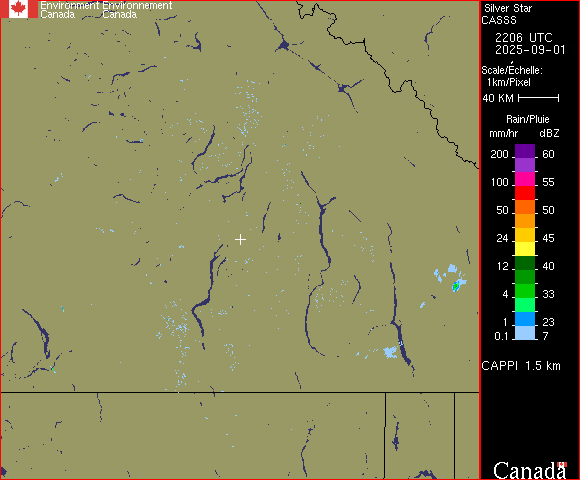 Environment Environnement
Canada Canada
Silver Star
CASSS
2206 UTC
2025-09-01
Scale/Échelle:
1km/Pixel
40 KM
Rain/Pluie
mm/hr dBZ
200 60
150 57
100 55
50 50
24 45
12 40
4 33
1 23
0.1 7
CAPPI 1.5 km
Canada